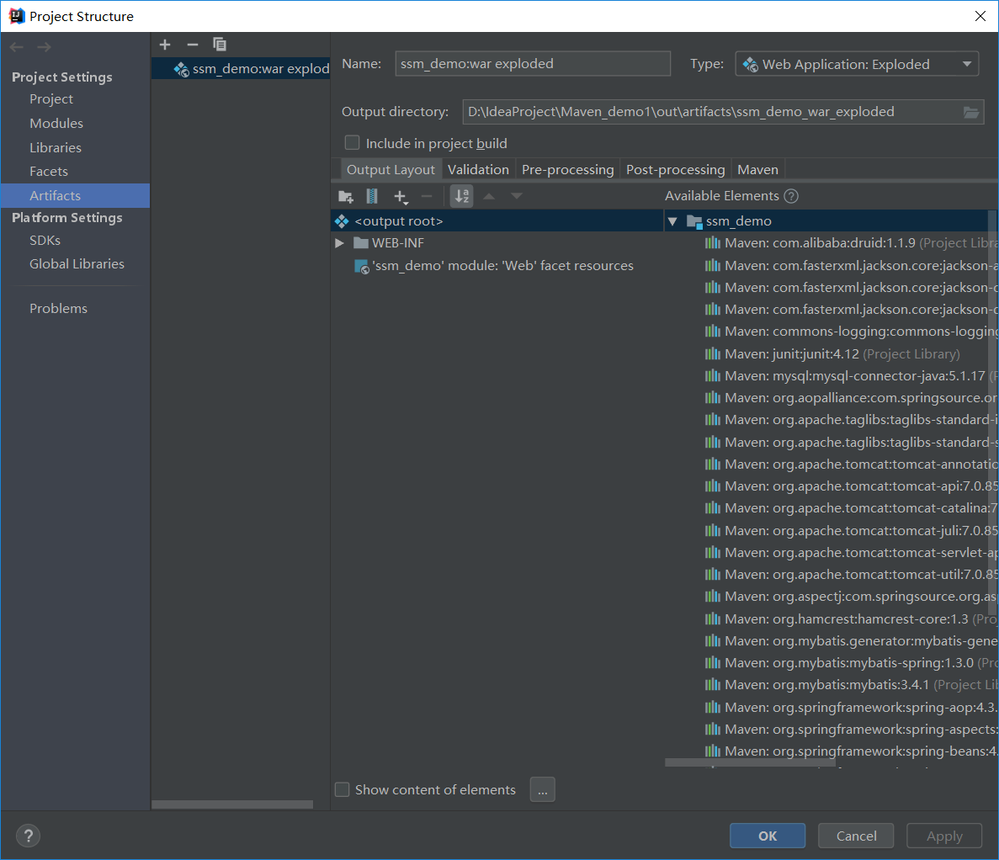 Project Structure
Project Settings
Project
Modules
Libraries
Facets
Artifacts
Platform Settings
SDKs
Global Libraries
Problems
ssm_demo:war explod
Name: ssm_demo:war exploded Type: Web Application: Exploded
Output directory: D:\IdeaProject\Maven_demo1\out\artifacts\ssm_demo_war_exploded
Include in project build
Output Layout Validation Pre-processing Post-processing Maven
Available Elements ?
<output root>
WEB-INF
'ssm_demo' module: 'Web' facet resources
ssm_demo
Maven: com.alibaba:druid:1.1.9 (Project Libra
Maven: com.fasterxml.jackson.core:jackson-a
Maven: com.fasterxml.jackson.core:jackson-c
Maven: com.fasterxml.jackson.core:jackson-d
Maven: commons-logging:commons-logging
Maven: junit:junit:4.12 (Project Library)
Maven: mysql:mysql-connector-java:5.1.17 (P
Maven: org.aopalliance:com.springsource.or
Maven: org.apache.taglibs:taglibs-standard-i
Maven: org.apache.taglibs:taglibs-standard-s
Maven: org.apache.tomcat:tomcat-annotatio
Maven: org.apache.tomcat:tomcat-api:7.0.85
Maven: org.apache.tomcat:tomcat-catalina:7
Maven: org.apache.tomcat:tomcat-juli:7.0.85
Maven: org.apache.tomcat:tomcat-servlet-ap
Maven: org.apache.tomcat:tomcat-util:7.0.85
Maven: org.aspectj:com.springsource.org.as
Maven: org.hamcrest:hamcrest-core:1.3 (Proj
Maven: org.mybatis.generator:mybatis-gene
Maven: org.mybatis:mybatis-spring:1.3.0 (Pro
Maven: org.mybatis:mybatis:3.4.1 (Project Lib
Maven: org.springframework:spring-aop:4.3.
Maven: org.springframework:spring-aspects:
Maven: org.springframework:spring-beans:4.
Show content of elements ...
? OK Cancel Apply